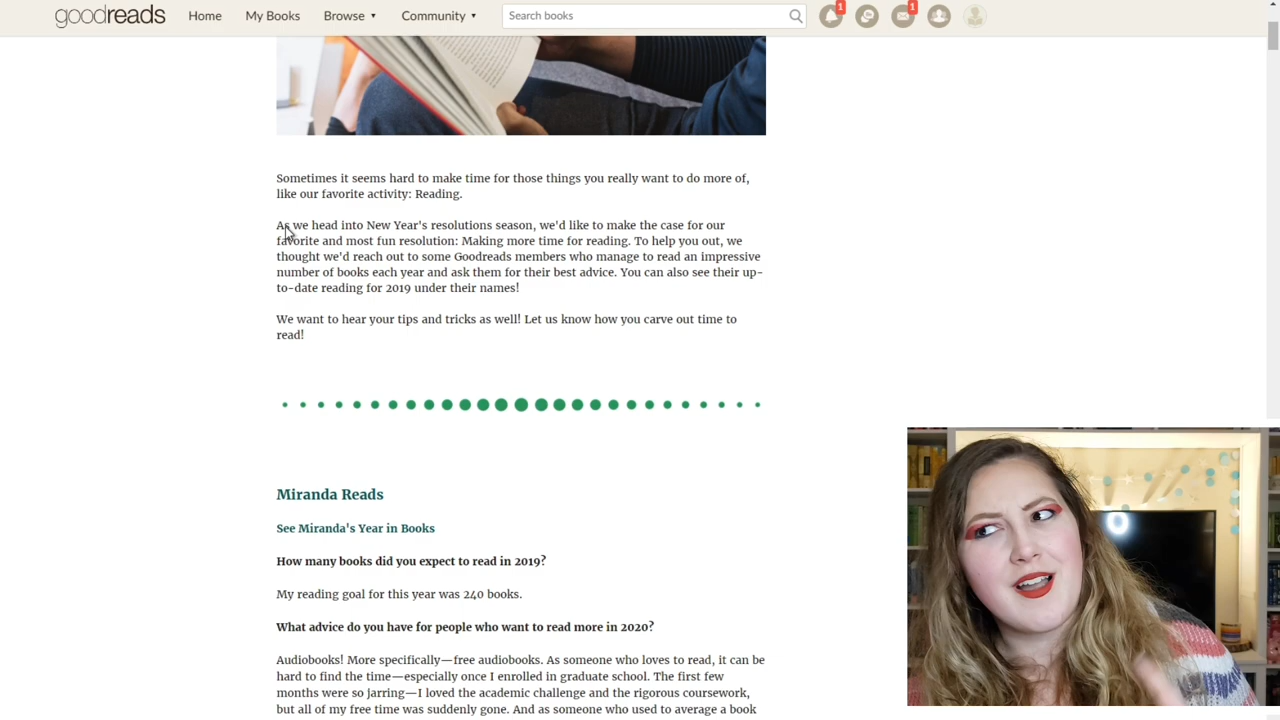 goodreads Home My Books Browse ▼ Community ▼ Search books 1 1
Sometimes it seems hard to make time for those things you really want to do more of,
like our favorite activity: Reading.
As we head into New Year's resolutions season, we'd like to make the case for our
favorite and most fun resolution: Making more time for reading. To help you out, we
thought we'd reach out to some Goodreads members who manage to read an impressive
number of books each year and ask them for their best advice. You can also see their up-
to-date reading for 2019 under their names!
We want to hear your tips and tricks as well! Let us know how you carve out time to
read!
Miranda Reads
See Miranda's Year in Books
How many books did you expect to read in 2019?
My reading goal for this year was 240 books.
What advice do you have for people who want to read more in 2020?
Audiobooks! More specifically—free audiobooks. As someone who loves to read, it can be
hard to find the time—especially once I enrolled in graduate school. The first few
months were so jarring—I loved the academic challenge and the rigorous coursework,
but all of my free time was suddenly gone. And as someone who used to average a book